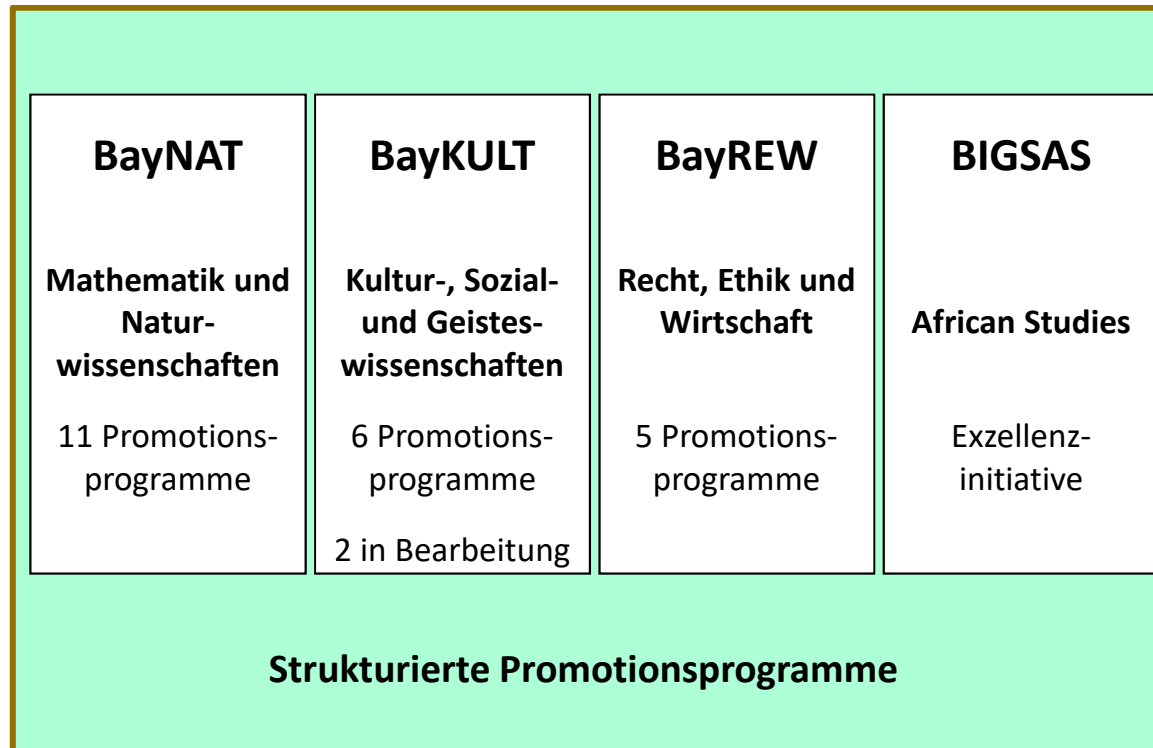 BayNAT
Mathematik und
Natur-
wissenschaften
11 Promotions-
programme
BayKULT
Kultur-, Sozial-
und Geistes-
wissenschaften
6 Promotions-
programme
2 in Bearbeitung
BayREW
Recht, Ethik und
Wirtschaft
5 Promotions-
programme
BIGSAS
African Studies
Exzellenz-
initiative
Strukturierte Promotionsprogramme